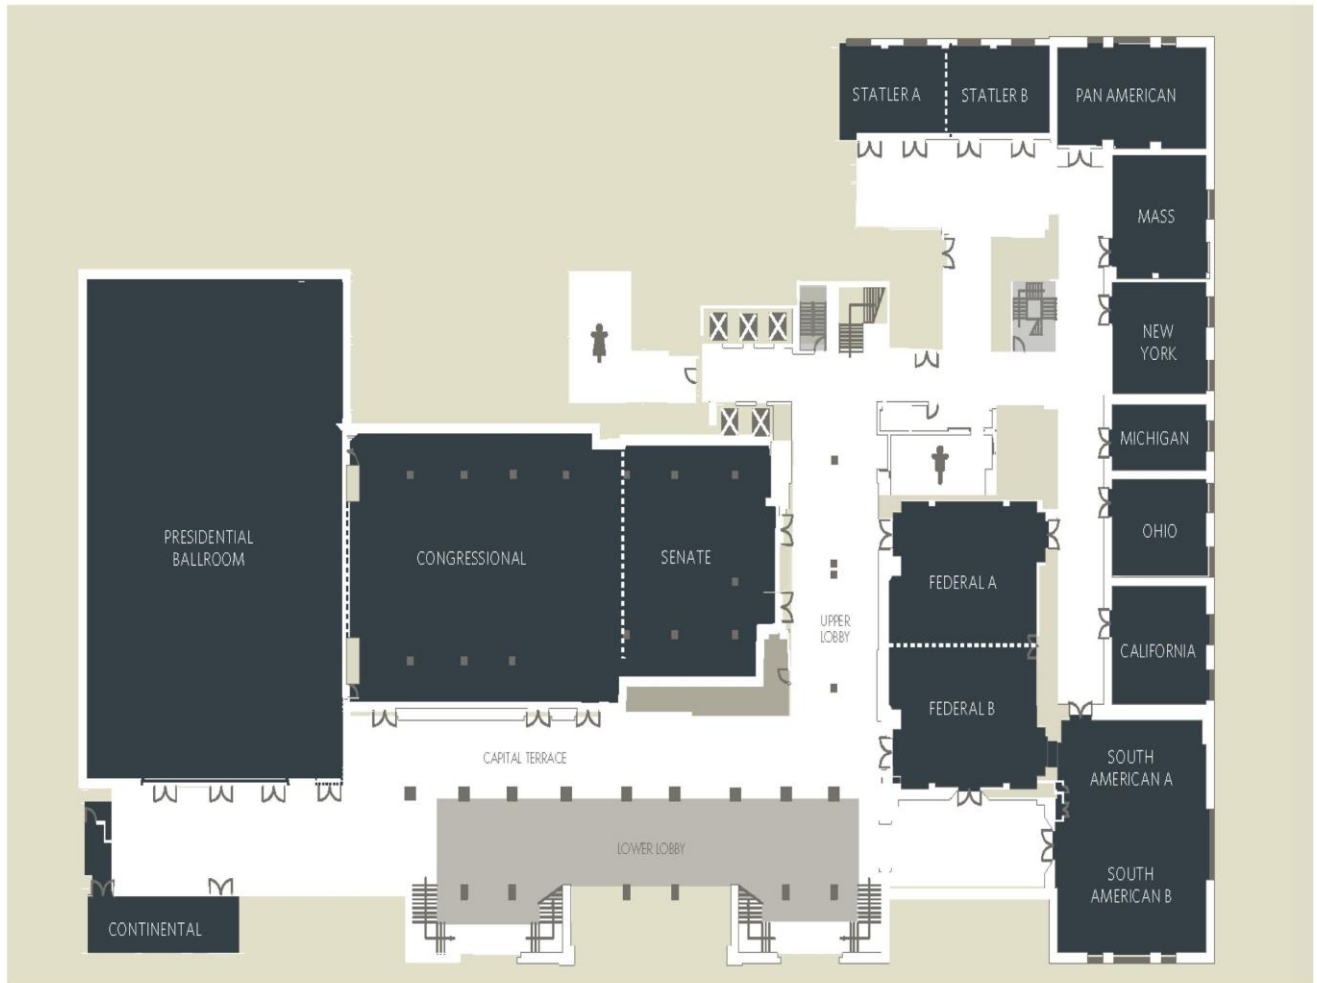 STATLER A
STATLER B
PAN AMERICAN
MASS
NEW
YORK
MICHIGAN
OHIO
CALIFORNIA
PRESIDENTIAL
BALLROOM
CONGRESSIONAL
SENATE
UPPER
LOBBY
FEDERAL A
FEDERAL B
SOUTH
AMERICAN A
SOUTH
AMERICAN B
CAPITAL TERRACE
LOWER LOBBY
CONTINENTAL